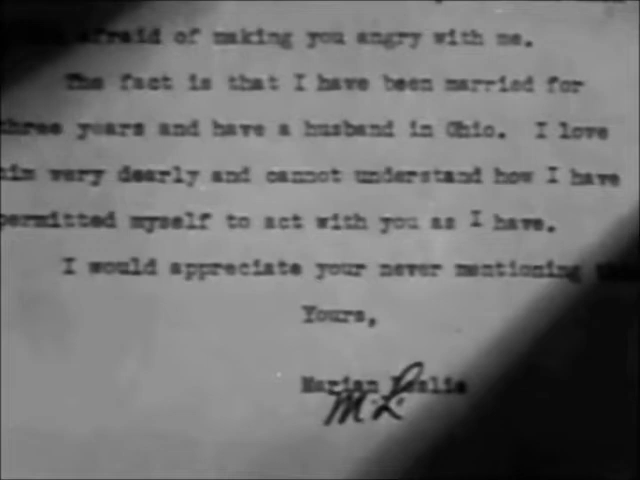 afraid of making you angry with me.
The fact is that I have been married for
three years and have a husband in Ohio. I love
him very dearly and cannot understand how I have
permitted myself to act with you as I have.
I would appreciate your never mentioning
Yours,
Marian Leslie
M.L.